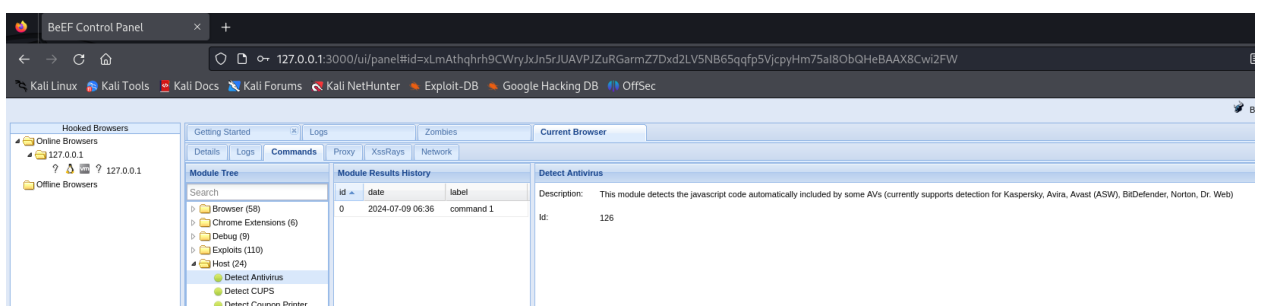 BeEF Control Panel
127.0.0.1:3000/ui/panel#id=xLmAthqhrh9CWryJxJn5rJUAVPJZuRGarmZ7Dxd2LV5NB65qqfp5VjcpyHm75aI8ObQHeBAAX8Cwi2FW
Kali Linux Kali Tools Kali Docs Kali Forums Kali NetHunter Exploit-DB Google Hacking DB OffSec
Hooked Browsers
Online Browsers
127.0.0.1
? ? 127.0.0.1
Offline Browsers
Getting Started Logs Zombies Current Browser
Details Logs Commands Proxy XssRays Network
Module Tree
Search
Browser (58)
Chrome Extensions (6)
Debug (9)
Exploits (110)
Host (24)
Detect Antivirus
Detect CUPS
Detect Coupon Printer
Module Results History
id date label
0 2024-07-09 06:36 command 1
Detect Antivirus
Description: This module detects the javascript code automatically included by some AVs (currently supports detection for Kaspersky, Avira, Avast (ASW), BitDefender, Norton, Dr. Web)
Id: 126